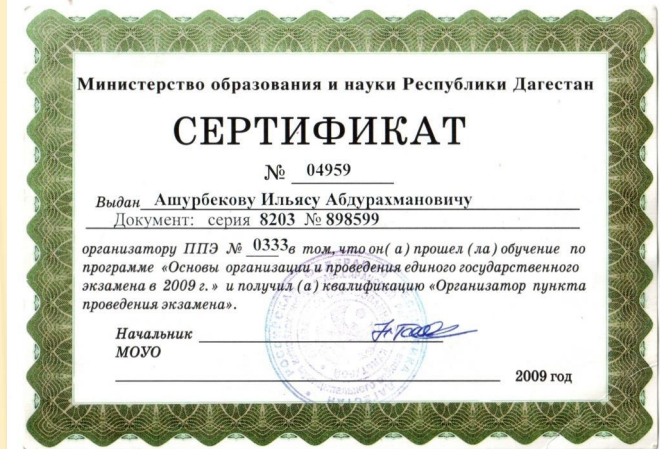 Министерство образования и науки Республики Дагестан
СЕРТИФИКАТ
№ 04959
Выдан Ашурбекову Ильясу Абдурахмановичу
Документ: серия 8203 № 898599
организатору ППЭ № 0333 в том, что он( а ) прошел ( ла ) обучение по
программе «Основы организации и проведения единого государственного
экзамена в 2009 г. » и получил ( а ) квалификацию «Организатор пункта
проведения экзамена».
Начальник
МОУО
2009 год